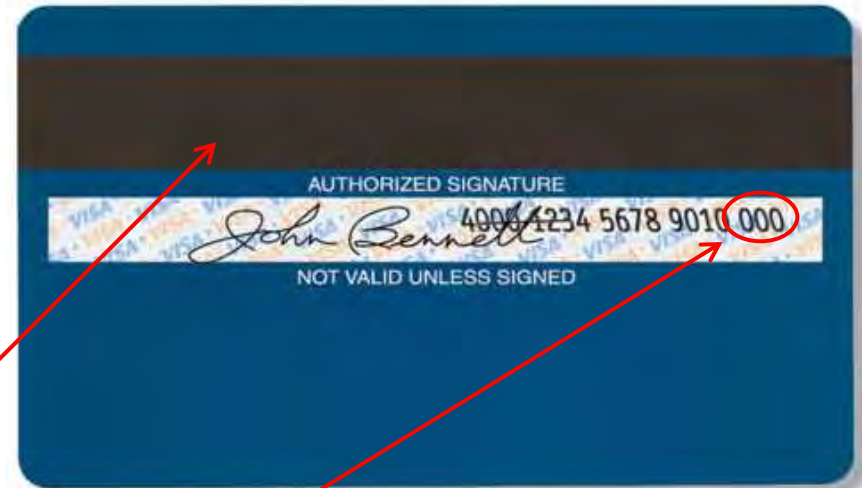 AUTHORIZED SIGNATURE
John Bennett 4000 1234 5678 9010 000
NOT VALID UNLESS SIGNED